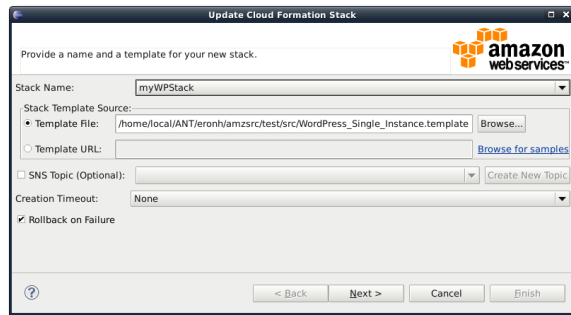 Update Cloud Formation Stack
Provide a name and a template for your new stack.
amazon
webservices™
Stack Name: myWPStack
Stack Template Source:
Template File: /home/local/ANT/eronh/amzsrc/test/src/WordPress_Single_Instance.template Browse...
Template URL: Browse for samples
SNS Topic (Optional): Create New Topic
Creation Timeout: None
Rollback on Failure
? < Back Next > Cancel Finish